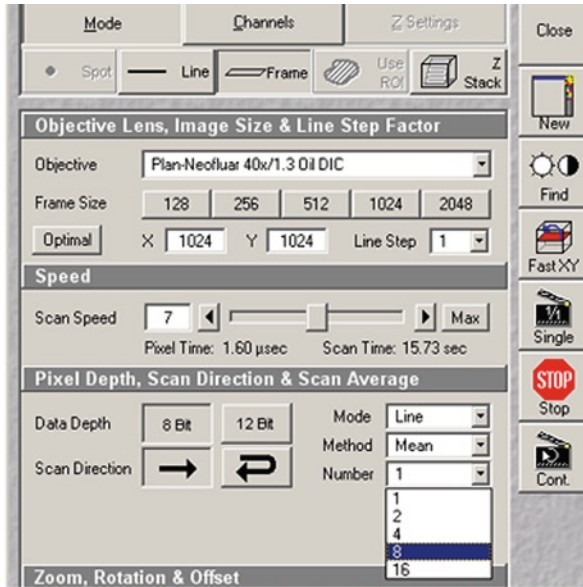 Mode Channels Z Settings Close
Spot Line Frame Use ROI Z Stack
New
Objective Lens, Image Size & Line Step Factor
Objective Plan-Neofluar 40x/1.3 Oil DIC
Find
Frame Size 128 256 512 1024 2048
Optimal X 1024 Y 1024 Line Step 1
Fast XY
Speed
Scan Speed 7 Max
1/1
Single
Pixel Time: 1.60 µsec Scan Time: 15.73 sec
Pixel Depth, Scan Direction & Scan Average
STOP
Stop
Data Depth 8 Bit 12 Bit Mode Line
Method Mean
Scan Direction Number 1
Cont.
1
2
4
8
16
Zoom, Rotation & Offset